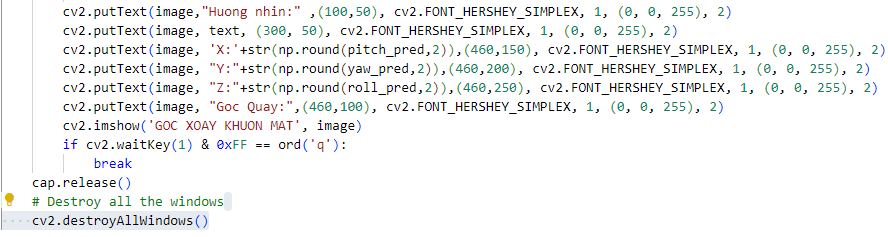 cv2.putText(image,"Huong nhin:" ,(100,50), cv2.FONT_HERSHEY_SIMPLEX, 1, (0, 0, 255), 2)
cv2.putText(image, text, (300, 50), cv2.FONT_HERSHEY_SIMPLEX, 1, (0, 0, 255), 2)
cv2.putText(image, 'X:'+str(np.round(pitch_pred,2)),(460,150), cv2.FONT_HERSHEY_SIMPLEX, 1, (0, 0, 255), 2)
cv2.putText(image, "Y:"+str(np.round(yaw_pred,2)),(460,200), cv2.FONT_HERSHEY_SIMPLEX, 1, (0, 0, 255), 2)
cv2.putText(image, "Z:"+str(np.round(roll_pred,2)),(460,250), cv2.FONT_HERSHEY_SIMPLEX, 1, (0, 0, 255), 2)
cv2.putText(image, "Goc Quay:",(460,100), cv2.FONT_HERSHEY_SIMPLEX, 1, (0, 0, 255), 2)
cv2.imshow('GOC XOAY KHUON MAT', image)
if cv2.waitKey(1) & 0xFF == ord('q'):
break
cap.release()
# Destroy all the windows
cv2.destroyAllWindows()